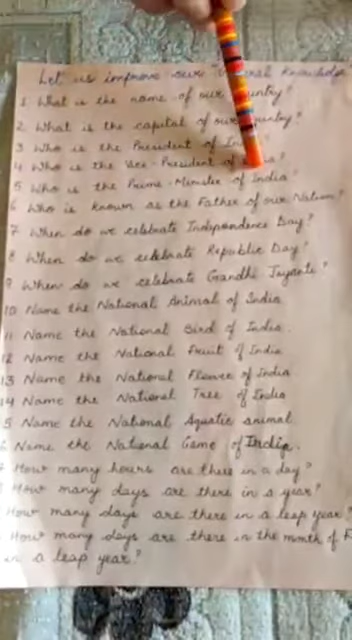 Let us improve our General Knowledge
1 What is the name of our country?
2 What is the capital of our country?
3 Who is the President of India
4 Who is the Vice-President of India?
5 Who is the Prime-Minister of India?
6 Who is known as the Father of our Nation?
7 When do we celebrate Independence Day?
8 When do we celebrate Republic Day?
9 When do we celebrate Gandhi Jayanti?
10 Name the National Animal of India
11 Name the National Bird of India.
12 Name the National Fruit of India
13 Name the National Flower of India
14 Name the National Tree of India
5 Name the National Aquatic animal
Name the National Game of India.
How many hours are there in a day?
How many days are there in a year?
How many days are there in a leap year?
How many days are there in the month of F
in a leap year?